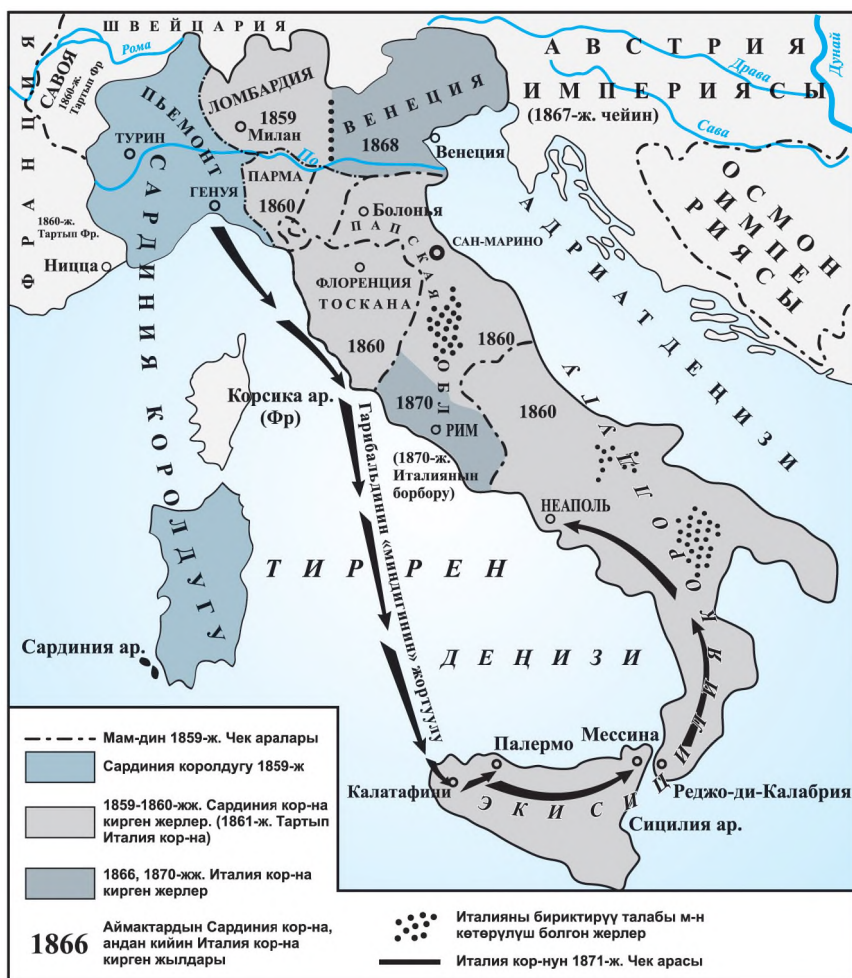 ШВЕЙЦАРИЯ
Рома
ФРАНЦИЯ
САВОЯ
1860-ж.
Тартып Фр
АВСТРИЯ
ИМПЕРИЯСЫ
(1867-ж. чейин)
Драва
Дунай
Сава
ЛОМБАРДИЯ
1859
Милан
ПЬЕМОНТ
ТУРИН
ВЕНЕЦИЯ
1868
Венеция
По
ПАРМА
1860
ГЕНУЯ
Болонья
ПАПСКАЯ ОБЛ
САН-МАРИНО
1860-ж.
Тартып Фр.
Ницца
ФЛОРЕНЦИЯ
ТОСКАНА
1860
1860
1860
1870
РИМ
(1870-ж.
Италиянын
борбору)
ОСМОН
ИМПЕ
РИЯСЫ
АДРИАТ ДЕҢИЗИ
САРДИНИЯ КОРОЛДУГУ
Корсика ар.
(Фр)
Гарибальдинин «миңдигинин» жортуулу
НЕАПОЛЬ
ТИРРЕН
ДЕҢИЗИ
Сардиния ар.
ЭКИ СИЦИЛИЯ КОРОЛДУГУ
Палермо
Мессина
Калатафини
Реджо-ди-Калабрия
Сицилия ар.
Мам-дин 1859-ж. Чек аралары
Сардиния королдугу 1859-ж
1859-1860-жж. Сардиния кор-на
кирген жерлер. (1861-ж. Тартып
Италия кор-на)
1866, 1870-жж. Италия кор-на
кирген жерлер
1866
Аймактардын Сардиния кор-на,
андан кийин Италия кор-на
кирген жылдары
Италияны бириктирүү талабы м-н
көтөрүлүш болгон жерлер
Италия кор-нун 1871-ж. Чек арасы